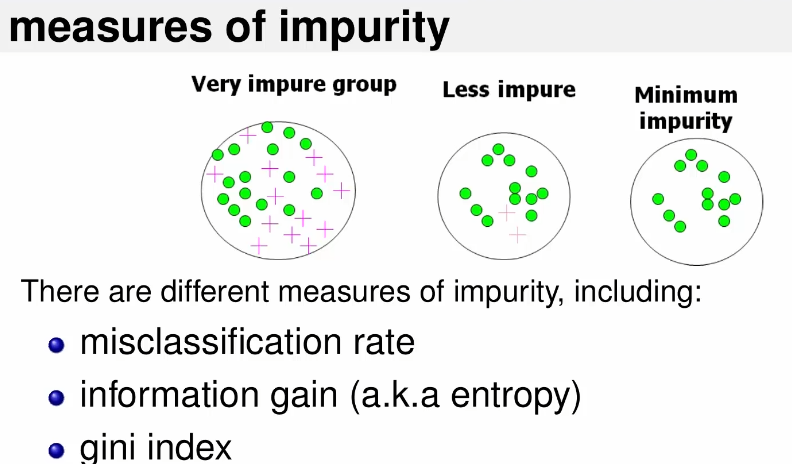 measures of impurity
Very impure group
Less impure
Minimum
impurity
There are different measures of impurity, including:
misclassification rate
information gain (a.k.a entropy)
gini index